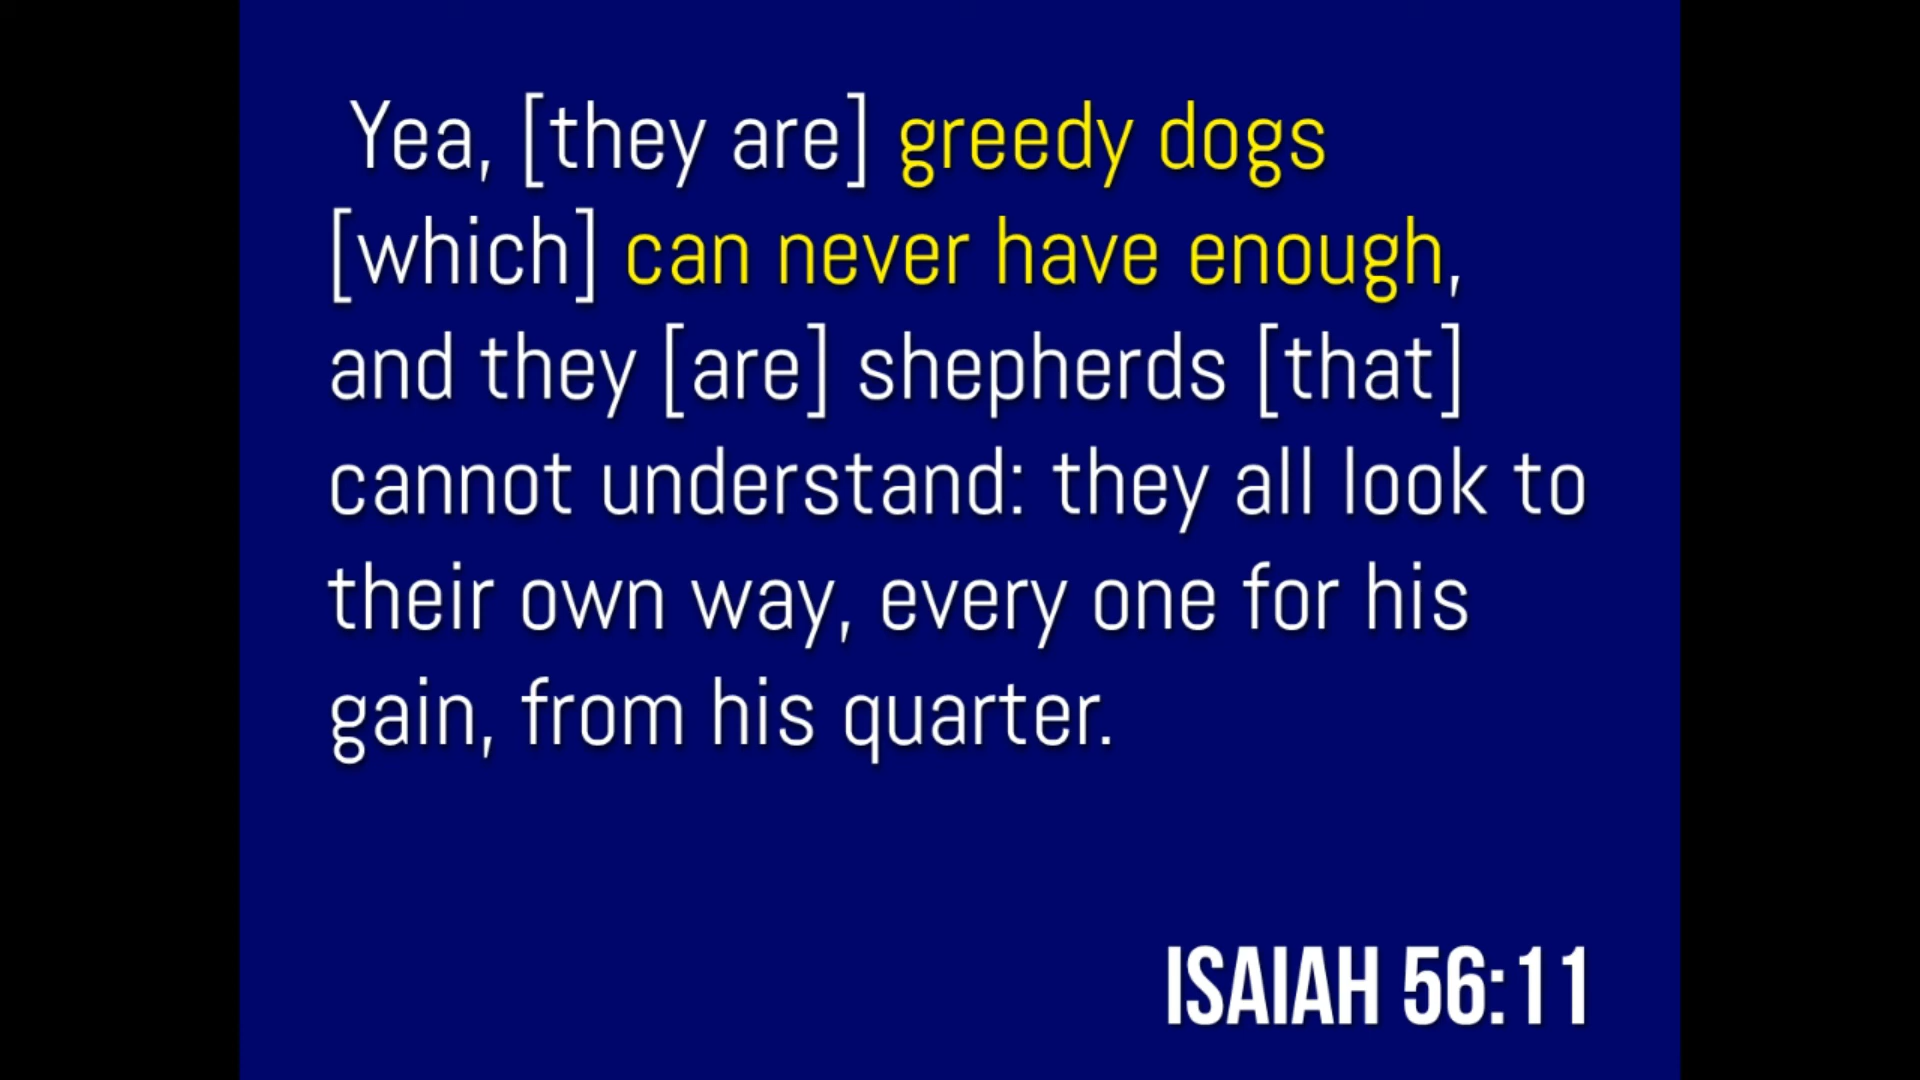 Yea, [they are] greedy dogs
[which] can never have enough,
and they [are] shepherds [that]
cannot understand: they all look to
their own way, every one for his
gain, from his quarter.
ISAIAH 56:11